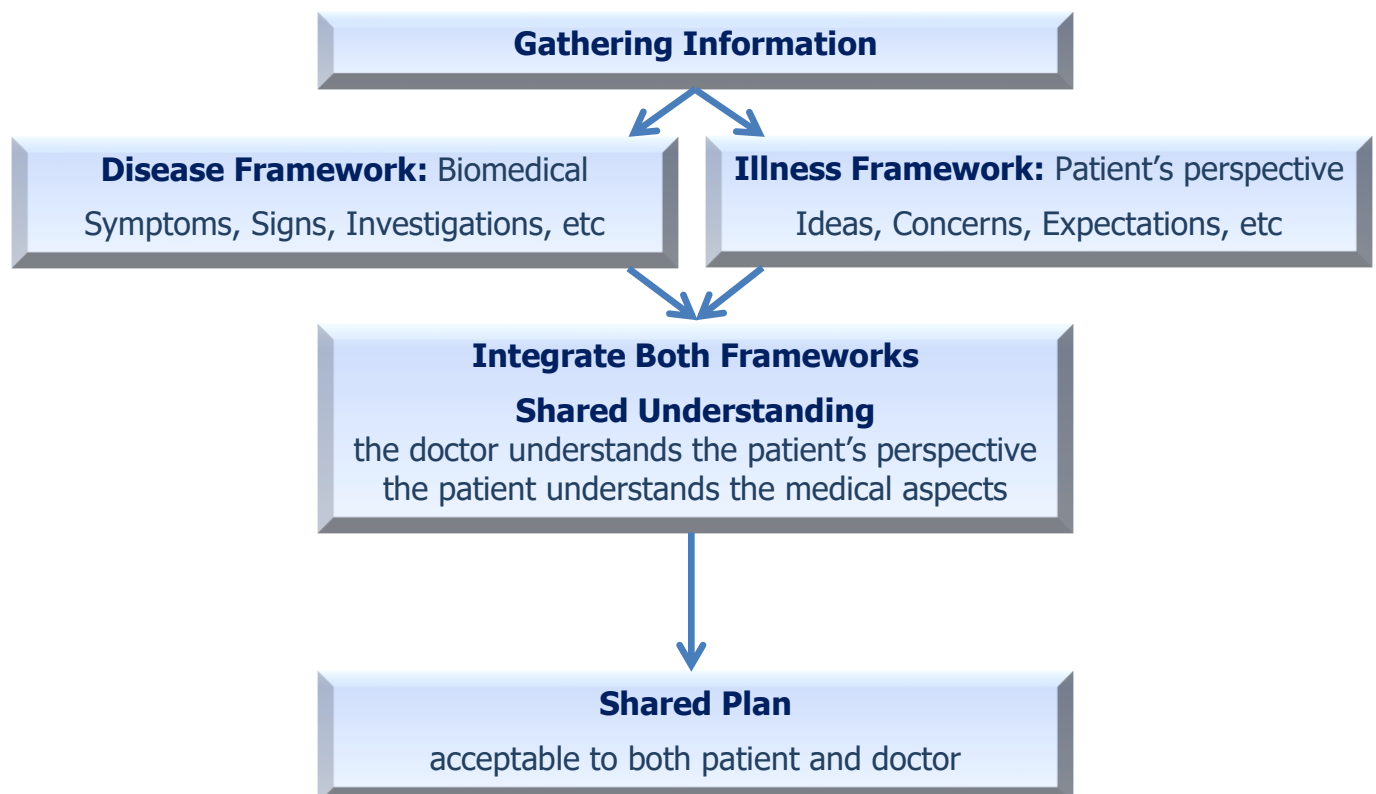 Gathering Information
Disease Framework: Biomedical
Symptoms, Signs, Investigations, etc
Illness Framework: Patient’s perspective
Ideas, Concerns, Expectations, etc
Integrate Both Frameworks
Shared Understanding
the doctor understands the patient’s perspective
the patient understands the medical aspects
Shared Plan
acceptable to both patient and doctor